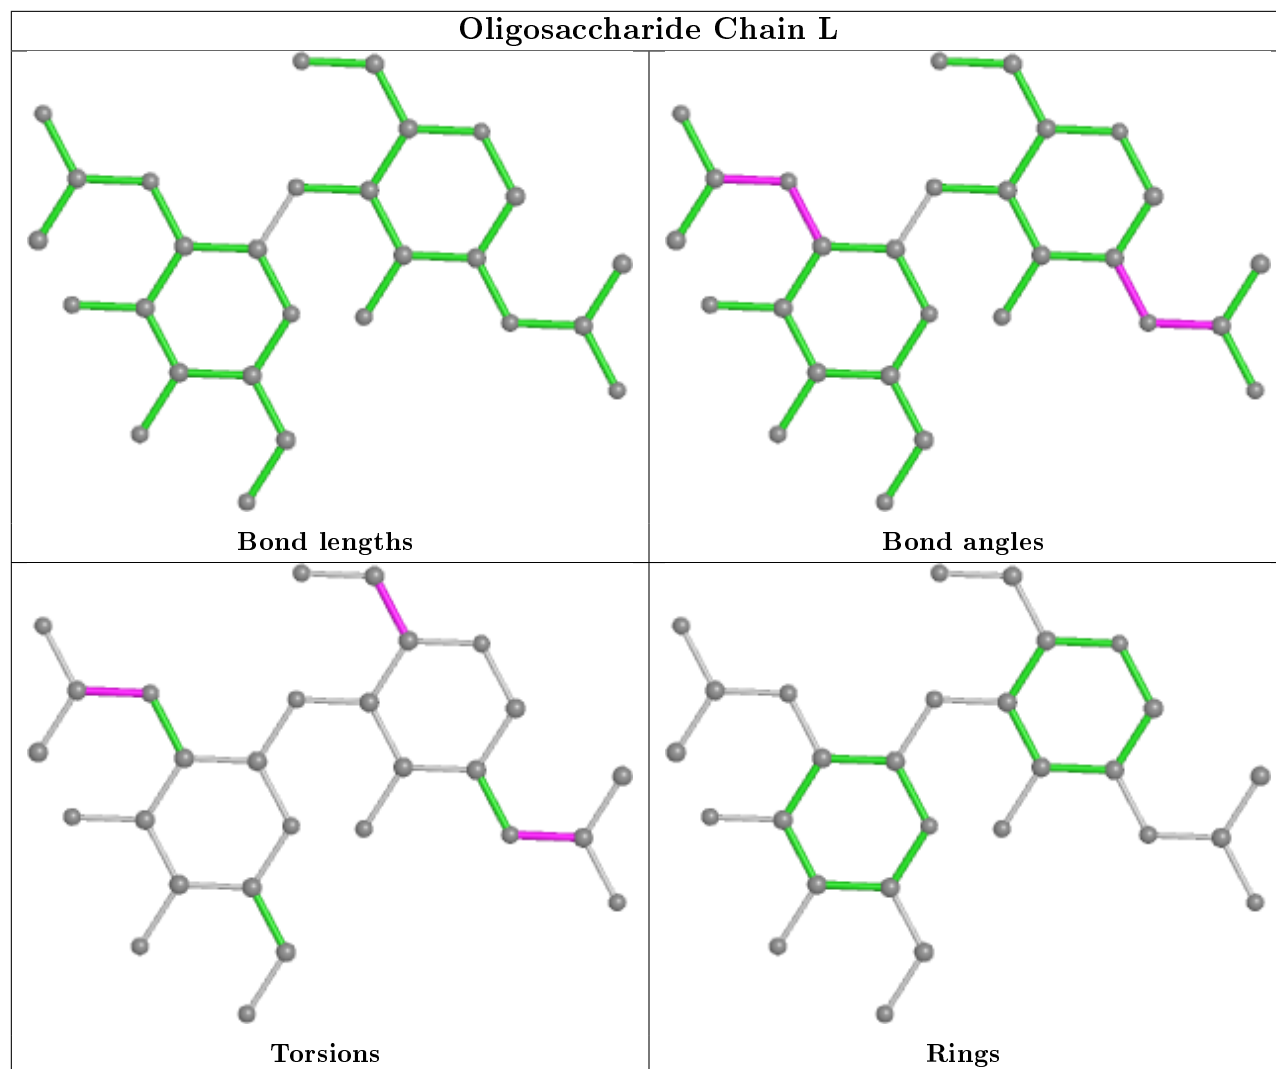 Oligosaccharide Chain L
Bond lengths
Bond angles
Torsions
Rings